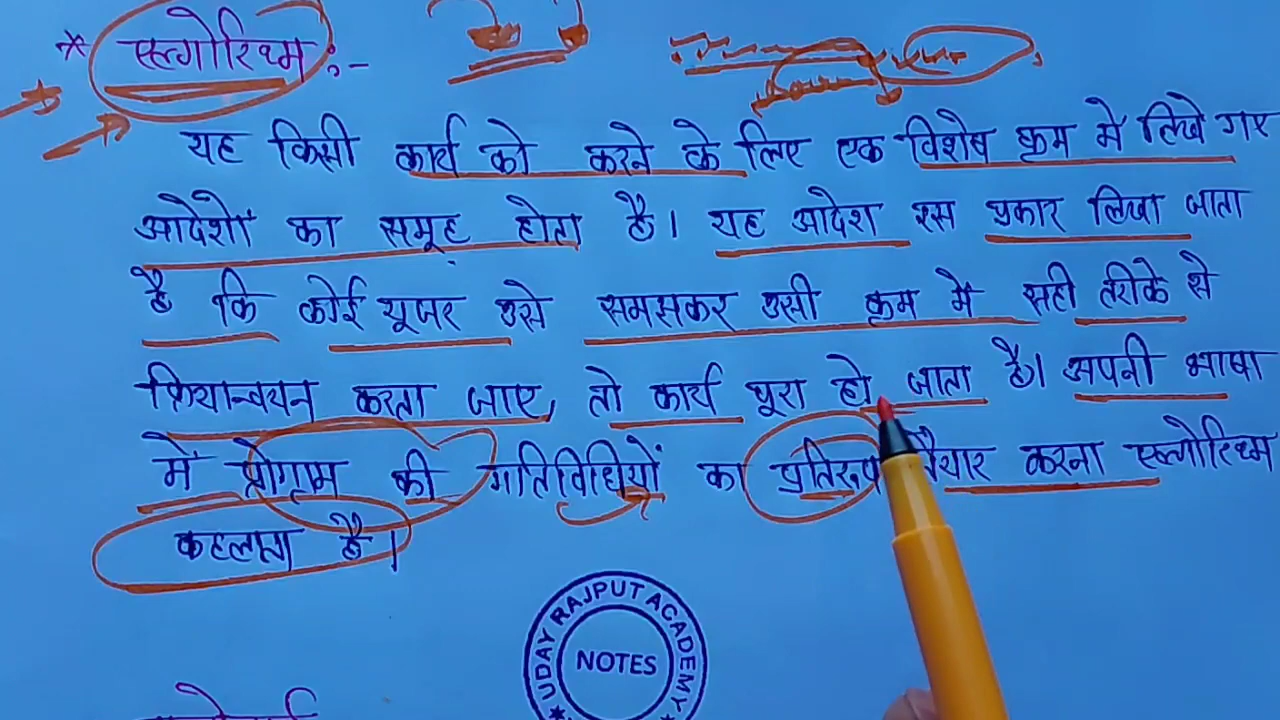 * एल्गोरिथ्म :-
यह किसी कार्य को करने के लिए एक विशेष क्रम में लिखे गए
आदेशों का समूह होता है। यह आदेश इस प्रकार लिखा जाता
है कि कोई यूजर उसे समझकर उसी क्रम में सही तरीके से
क्रियान्वयन करता जाए, तो कार्य पूरा हो जाता है। अपनी भाषा
में प्रोग्राम की गतिविधियों का प्रतिरूप तैयार करना एल्गोरिथ्म
कहलाता है।
UDAY RAJPUT ACADEMY
NOTES